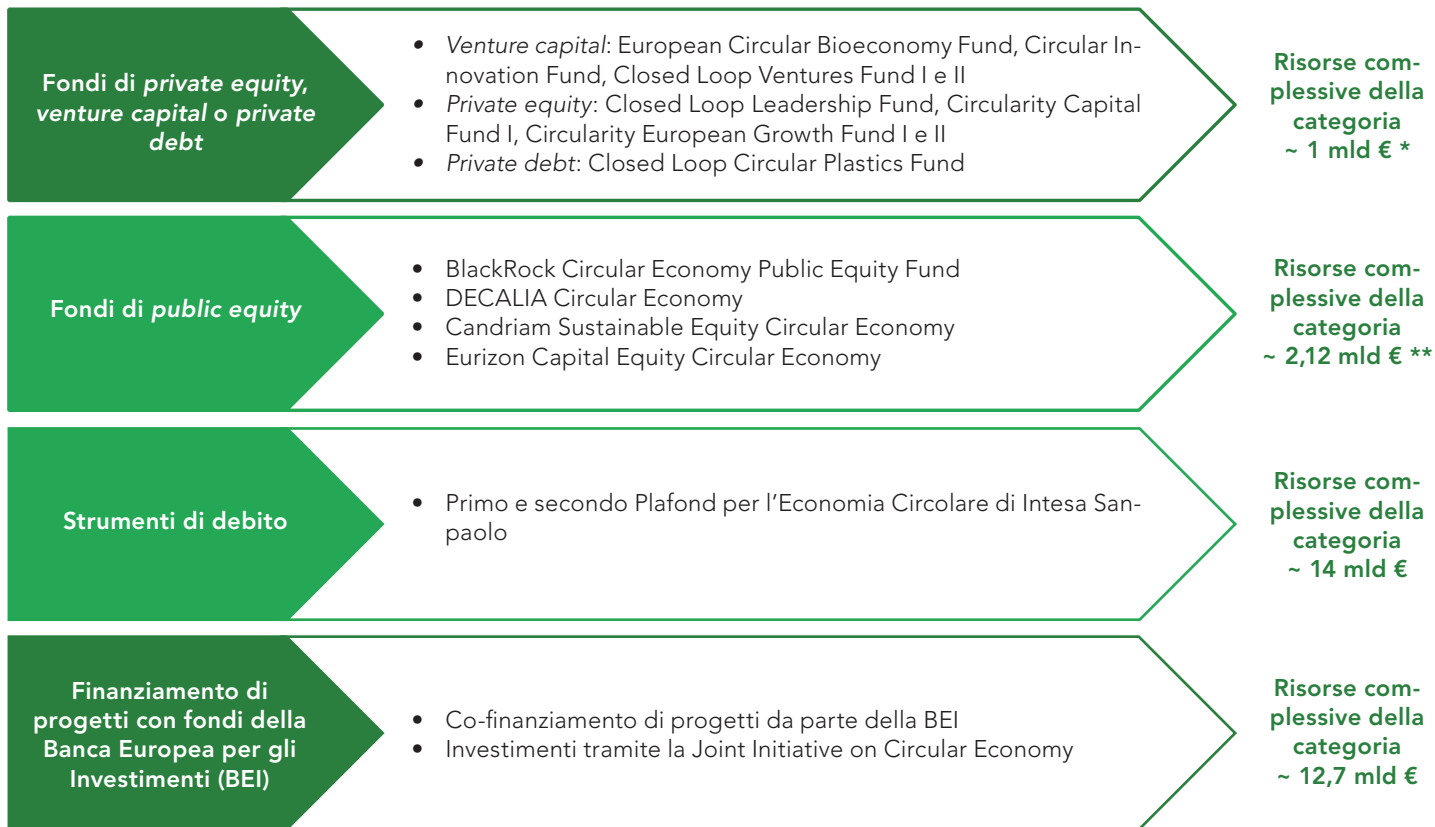 Fondi di private equity,
venture capital o private
debt
• Venture capital: European Circular Bioeconomy Fund, Circular In-
novation Fund, Closed Loop Ventures Fund I e II
• Private equity: Closed Loop Leadership Fund, Circularity Capital
Fund I, Circularity European Growth Fund I e II
• Private debt: Closed Loop Circular Plastics Fund
Risorse com-
plessive della
categoria
~ 1 mld € *
Fondi di public equity
• BlackRock Circular Economy Public Equity Fund
• DECALIA Circular Economy
• Candriam Sustainable Equity Circular Economy
• Eurizon Capital Equity Circular Economy
Risorse com-
plessive della
categoria
~ 2,12 mld € **
Strumenti di debito
• Primo e secondo Plafond per l'Economia Circolare di Intesa San-
paolo
Risorse com-
plessive della
categoria
~ 14 mld €
Finanziamento di
progetti con fondi della
Banca Europea per gli
Investimenti (BEI)
• Co-finanziamento di progetti da parte della BEI
• Investimenti tramite la Joint Initiative on Circular Economy
Risorse com-
plessive della
categoria
~ 12,7 mld €